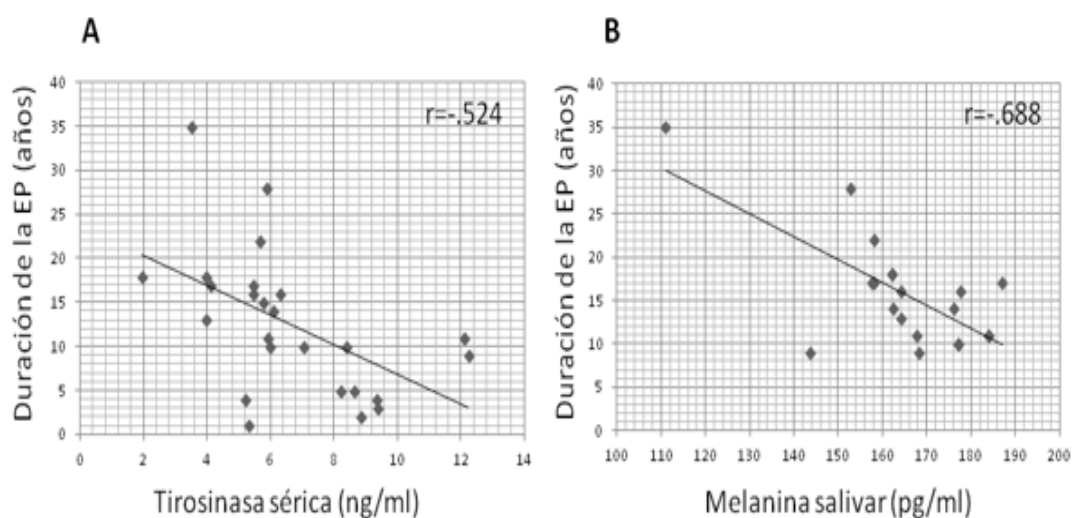 A
Duración de la EP (años)
40
35
30
25
20
15
10
5
0
r=-.524
0 2 4 6 8 10 12 14
Tirosinasa sérica (ng/ml)
B
Duración de la EP (años)
40
35
30
25
20
15
10
5
0
r=-.688
100 110 120 130 140 150 160 170 180 190 200
Melanina salivar (pg/ml)